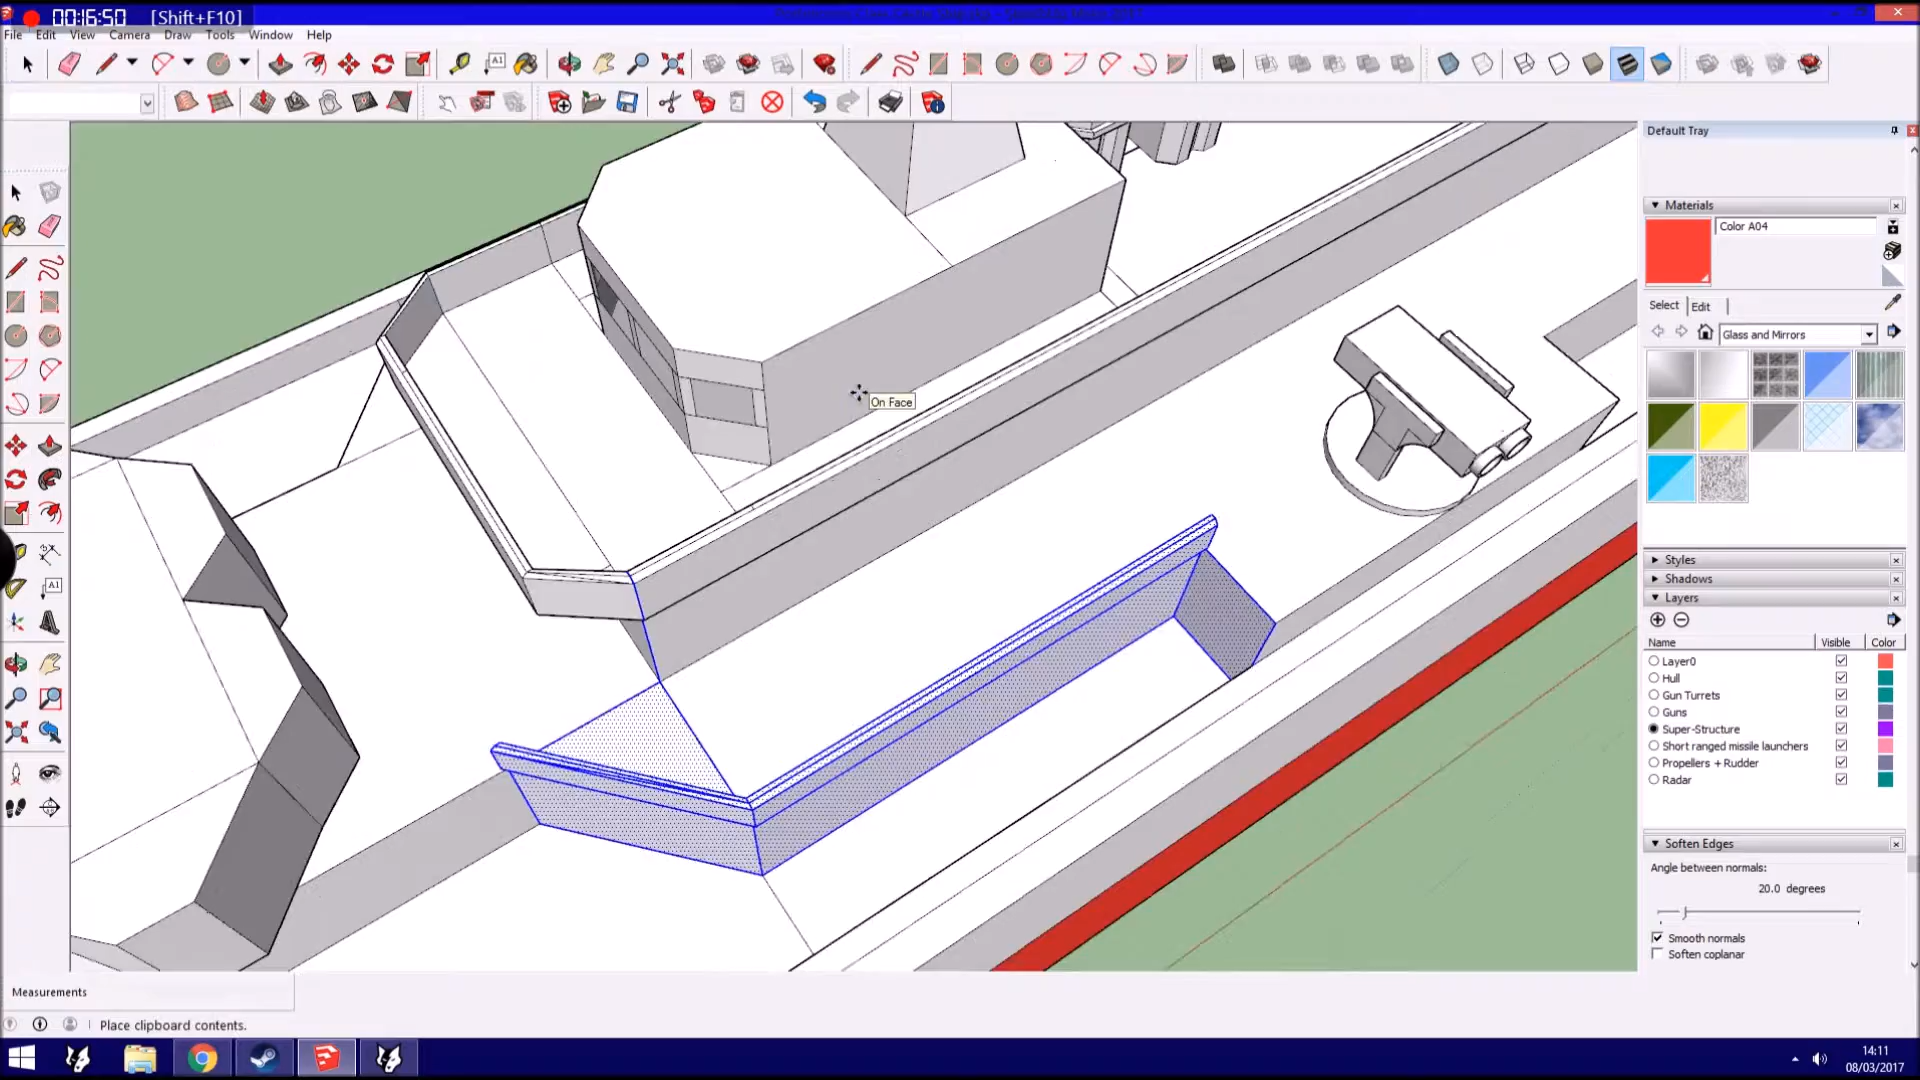 00:16:50 [Shift+F10]
File Edit View Camera Draw Tools Window Help
A1
Default Tray
Materials
Color A04
Select Edit
Glass and Mirrors
On Face
A1
Styles
Shadows
Layers
Name Visible Color
Layer0
Hull
Gun Turrets
Guns
Super-Structure
Short ranged missile launchers
Propellers + Rudder
Radar
Soften Edges
Angle between normals:
20.0 degrees
Smooth normals
Soften coplanar
Measurements
Place clipboard contents.
14:11
08/03/2017